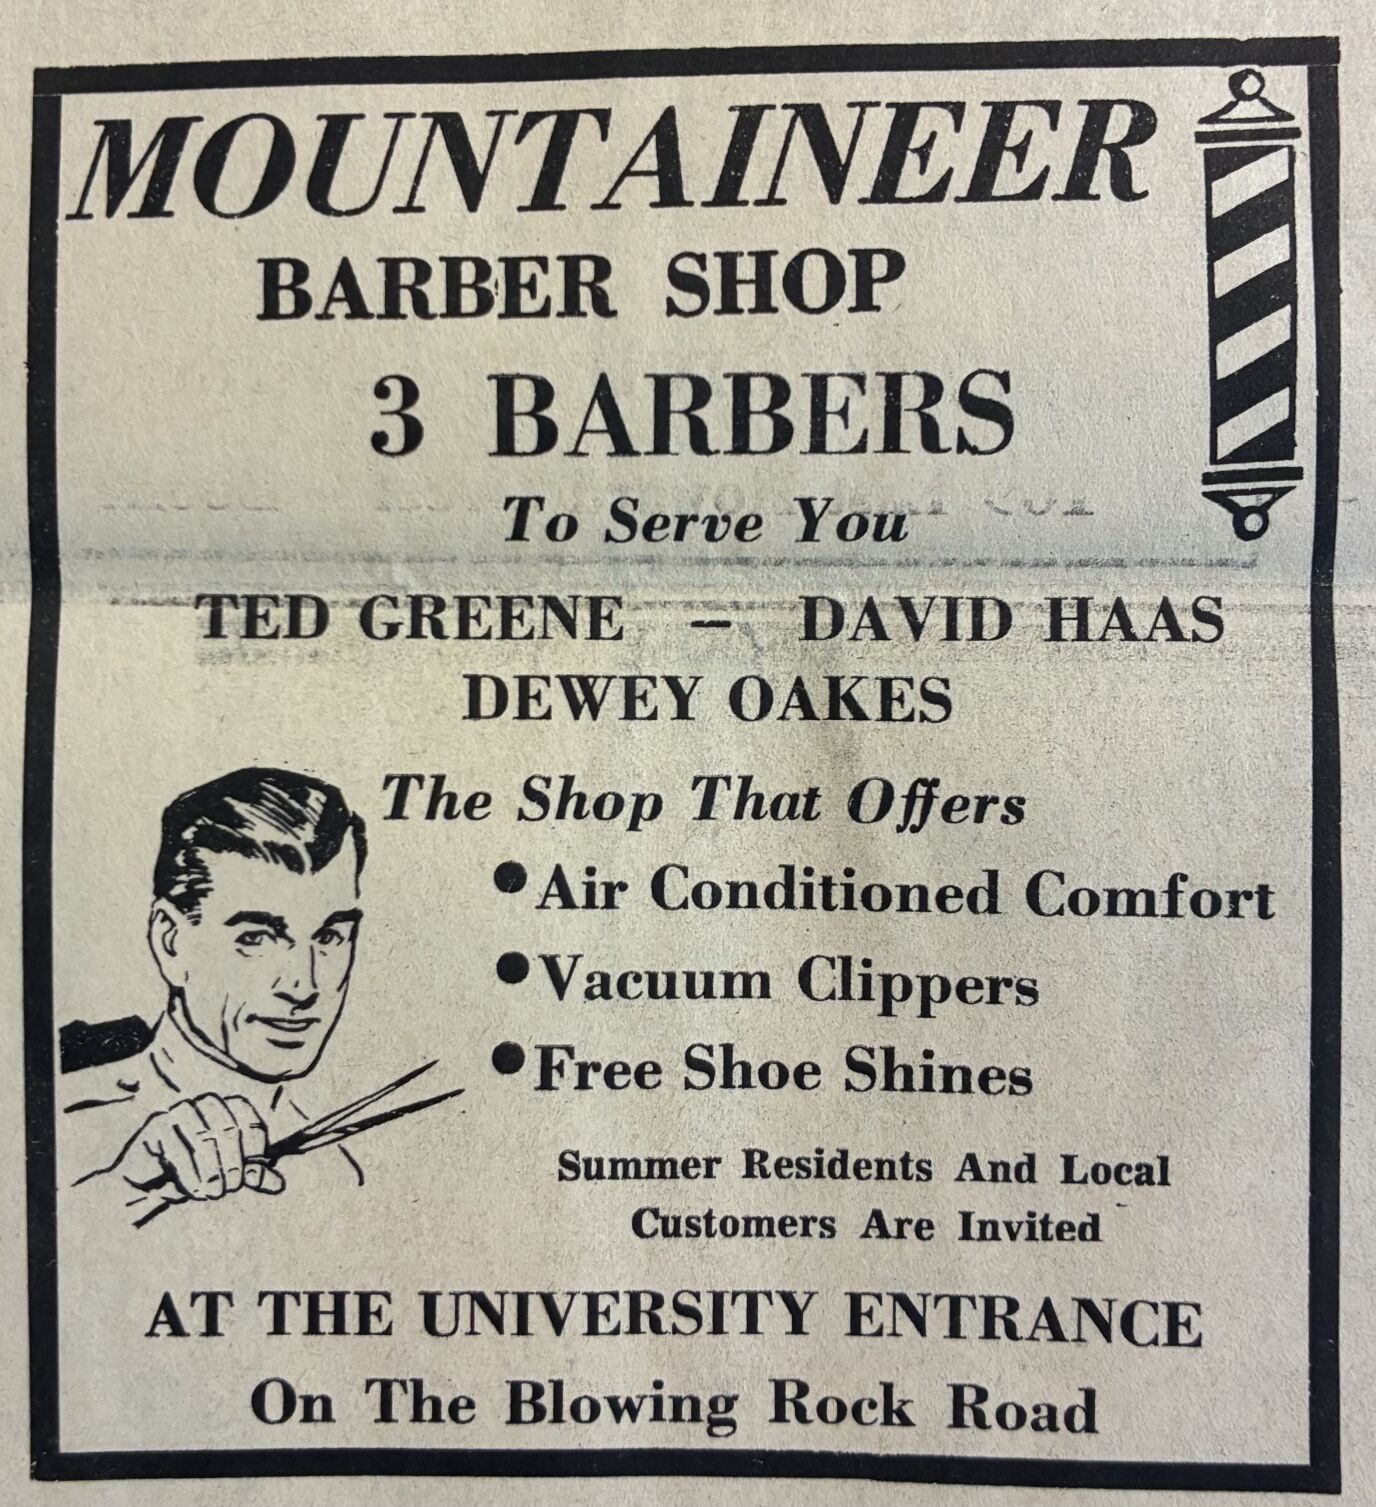 MOUNTAINEER
BARBER SHOP
3 BARBERS
To Serve You
TED GREENE — DAVID HAAS
DEWEY OAKES
The Shop That Offers
●Air Conditioned Comfort
●Vacuum Clippers
●Free Shoe Shines
Summer Residents And Local
Customers Are Invited
AT THE UNIVERSITY ENTRANCE
On The Blowing Rock Road